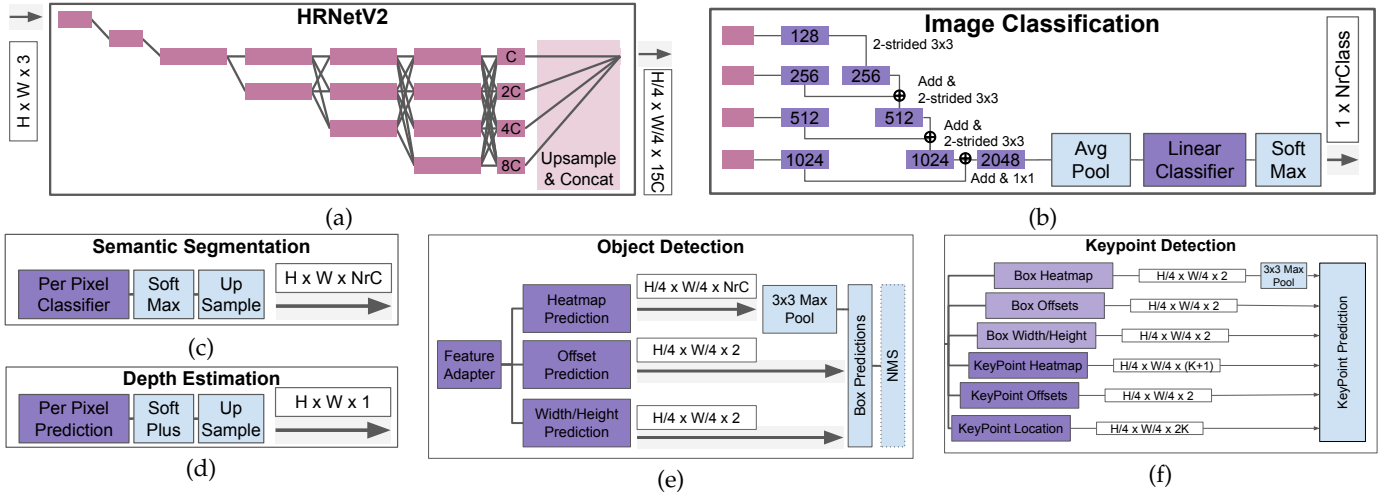 HRNetV2
H x W x 3
C
2C
4C
8C
Upsample
& Concat
H/4 x W/4 x 15C
(a)
Image Classification
128
2-strided 3x3
256
256
Add &
2-strided 3x3
512
512
Add &
2-strided 3x3
1024
1024
2048
Add & 1x1
Avg
Pool
Linear
Classifier
Soft
Max
1 x NrClass
(b)
Semantic Segmentation
Per Pixel
Classifier
Soft
Max
Up
Sample
H x W x NrC
(c)
Depth Estimation
Per Pixel
Prediction
Soft
Plus
Up
Sample
H x W x 1
(d)
Object Detection
Feature
Adapter
Heatmap
Prediction
H/4 x W/4 x NrC
3x3 Max
Pool
Offset
Prediction
H/4 x W/4 x 2
Width/Height
Prediction
H/4 x W/4 x 2
Box Predictions
NMS
(e)
Keypoint Detection
Box Heatmap
H/4 x W/4 x 2
3x3 Max
Pool
Box Offsets
H/4 x W/4 x 2
Box Width/Height
H/4 x W/4 x 2
KeyPoint Heatmap
H/4 x W/4 x (K+1)
KeyPoint Offsets
H/4 x W/4 x 2
KeyPoint Location
H/4 x W/4 x 2K
KeyPoint Prediction
(f)